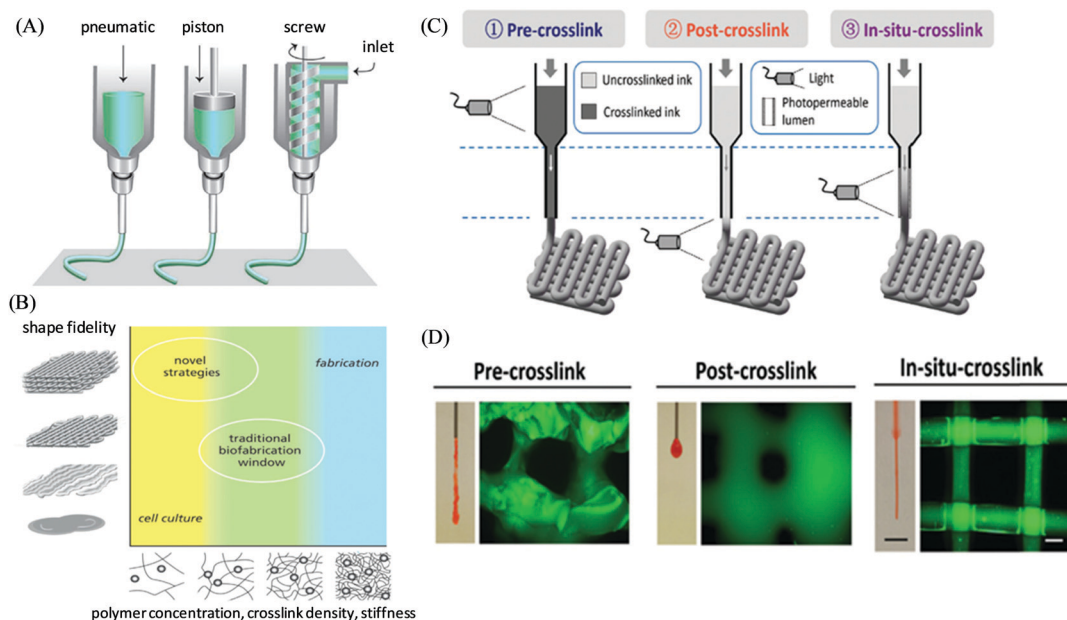 (A)
pneumatic
piston
screw
inlet
(B)
shape fidelity
novel
strategies
fabrication
traditional
biofabrication
window
cell culture
polymer concentration, crosslink density, stiffness
(C)
① Pre-crosslink
② Post-crosslink
③ In-situ-crosslink
Uncrosslinked ink
Crosslinked ink
Light
Photopermeable
lumen
(D)
Pre-crosslink
Post-crosslink
In-situ-crosslink